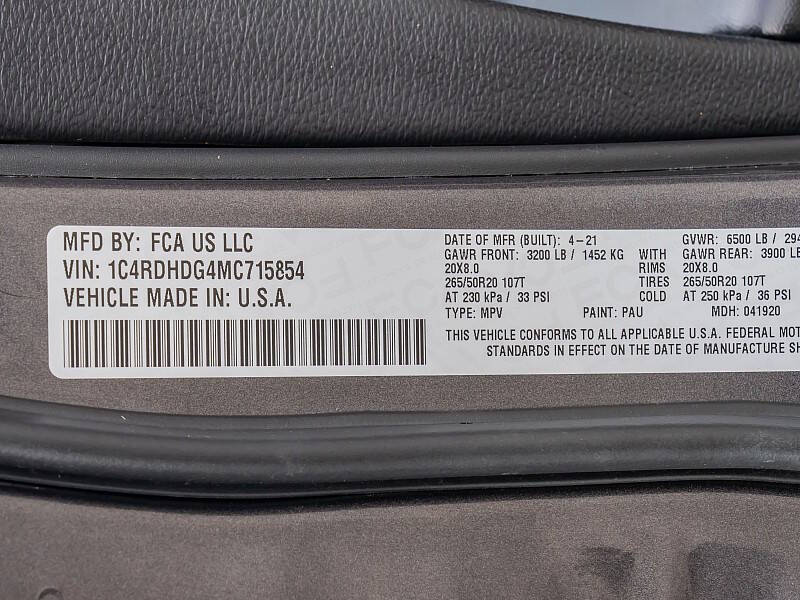 MFD BY: FCA US LLC
VIN: 1C4RDHDG4MC715854
VEHICLE MADE IN: U.S.A.
DATE OF MFR (BUILT): 4-21 GVWR: 6500 LB / 294
GAWR FRONT: 3200 LB / 1452 KG WITH GAWR REAR: 3900 LB
20X8.0 RIMS 20X8.0
265/50R20 107T TIRES 265/50R20 107T
AT 230 kPa / 33 PSI COLD AT 250 kPa / 36 PSI
TYPE: MPV PAINT: PAU MDH: 041920
THIS VEHICLE CONFORMS TO ALL APPLICABLE U.S.A. FEDERAL MOT
STANDARDS IN EFFECT ON THE DATE OF MANUFACTURE SH